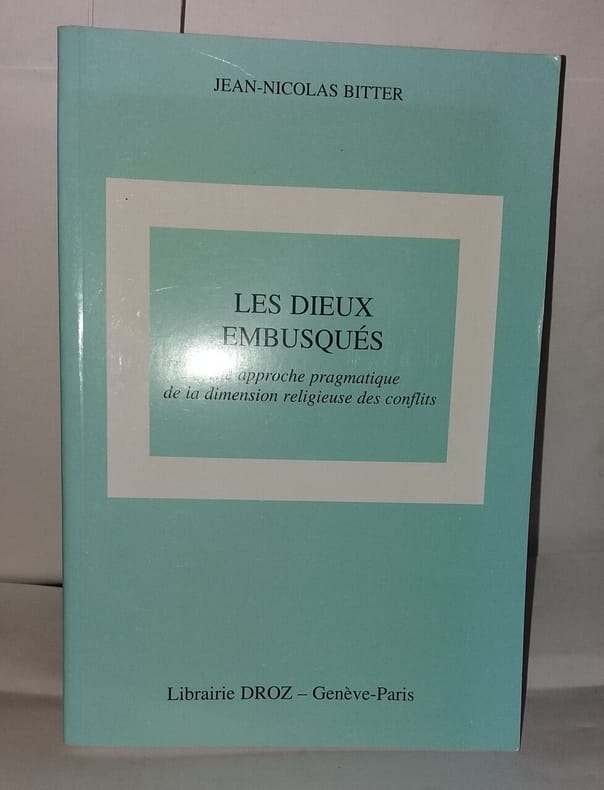 JEAN-NICOLAS BITTER
LES DIEUX
EMBUSQUÉS
approche pragmatique
de la dimension religieuse des conflits
Librairie DROZ – Genève-Paris